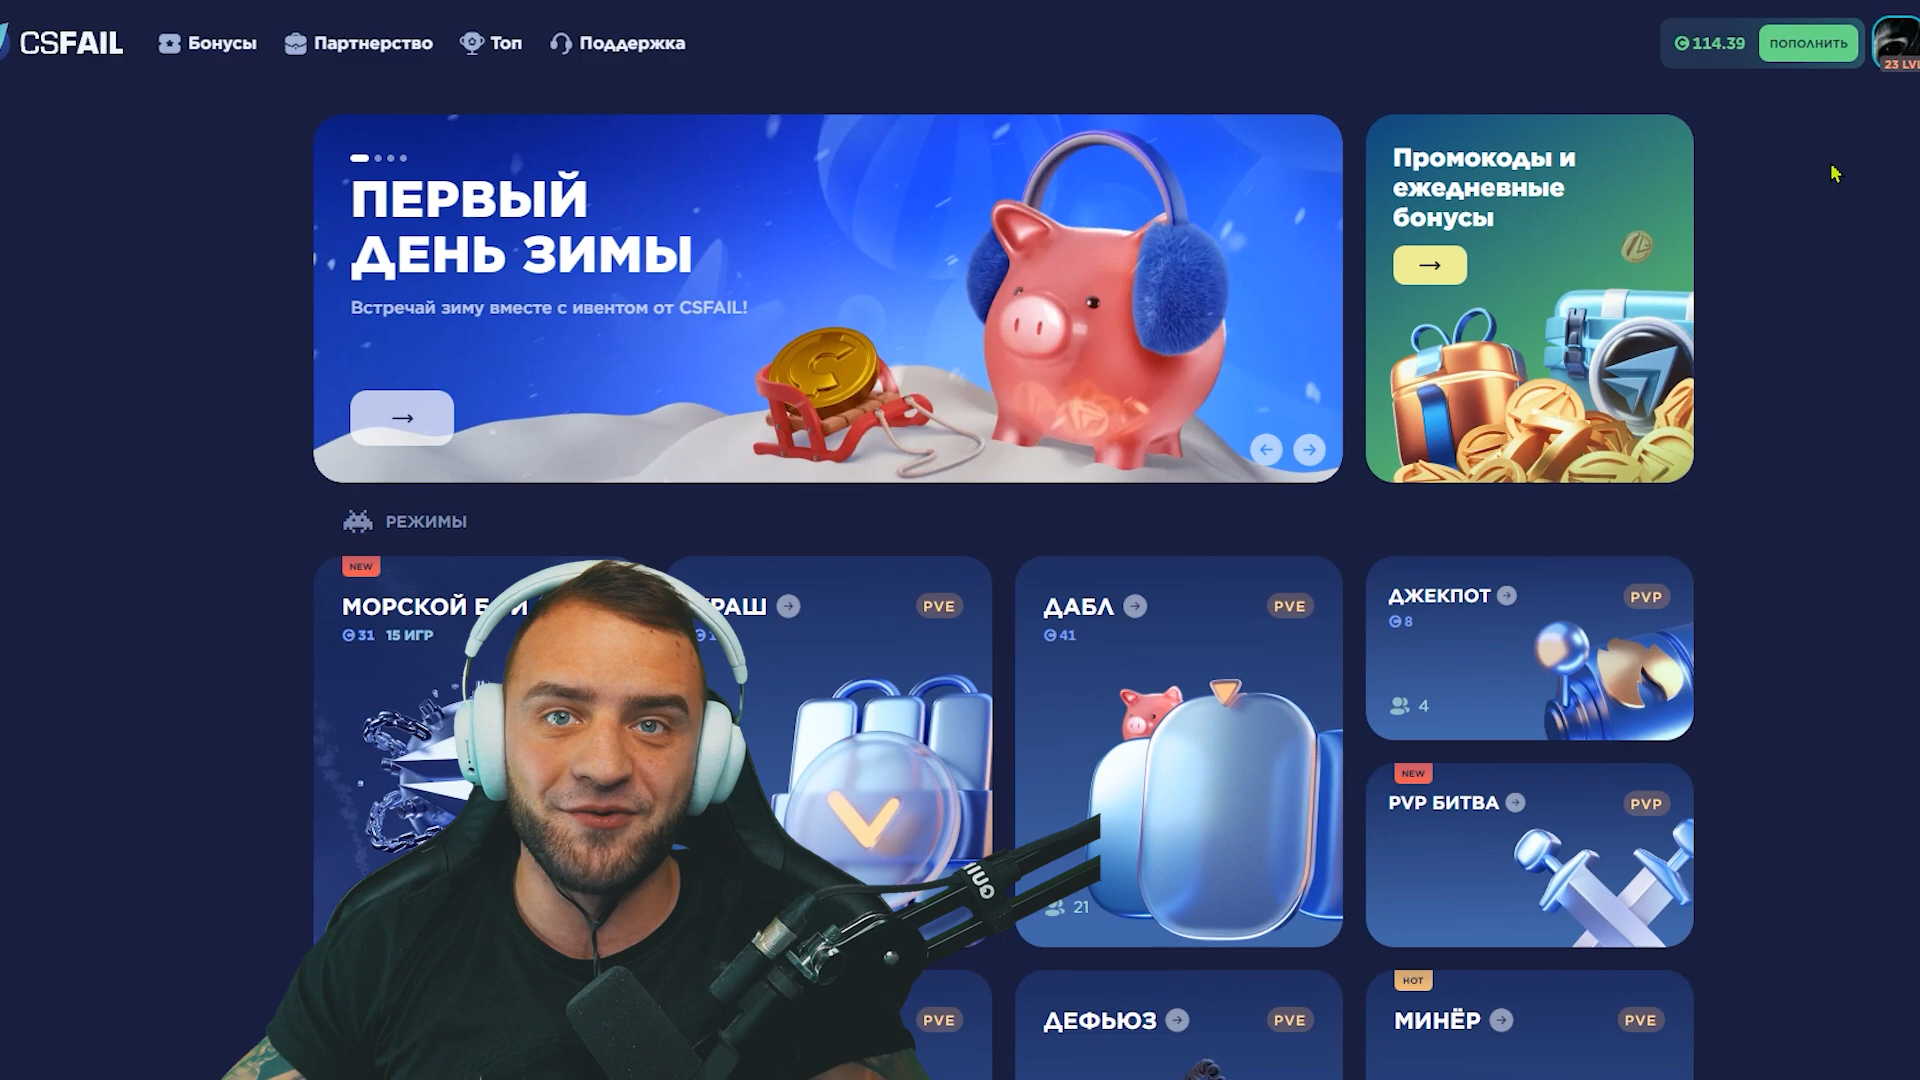 CSFAIL
Бонусы
Партнерство
Топ
Поддержка
114.39
ПОПОЛНИТЬ
23 LVL
ПЕРВЫЙ
ДЕНЬ ЗИМЫ
Встречай зиму вместе с ивентом от CSFAIL!
Промокоды и
ежедневные
бонусы
РЕЖИМЫ
NEW
МОРСКОЙ
31 15 ИГР
PVE
ДАБЛ
PVE
41
21
ДЖЕКПОТ
PVP
8
4
NEW
PVP БИТВА
PVP
PVE
ДЕФЬЮЗ
PVE
HOT
МИНЁР
PVE